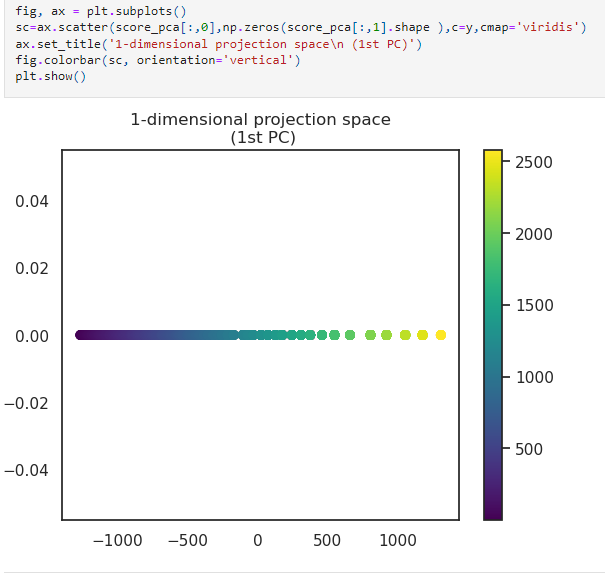 fig, ax = plt.subplots()
sc=ax.scatter(score_pca[:,0],np.zeros(score_pca[:,1].shape ),c=y,cmap='viridis')
ax.set_title('1-dimensional projection space\n (1st PC)')
fig.colorbar(sc, orientation='vertical')
plt.show()
1-dimensional projection space
(1st PC)
0.04
0.02
0.00
−0.02
−0.04
−1000 −500 0 500 1000
2500
2000
1500
1000
500